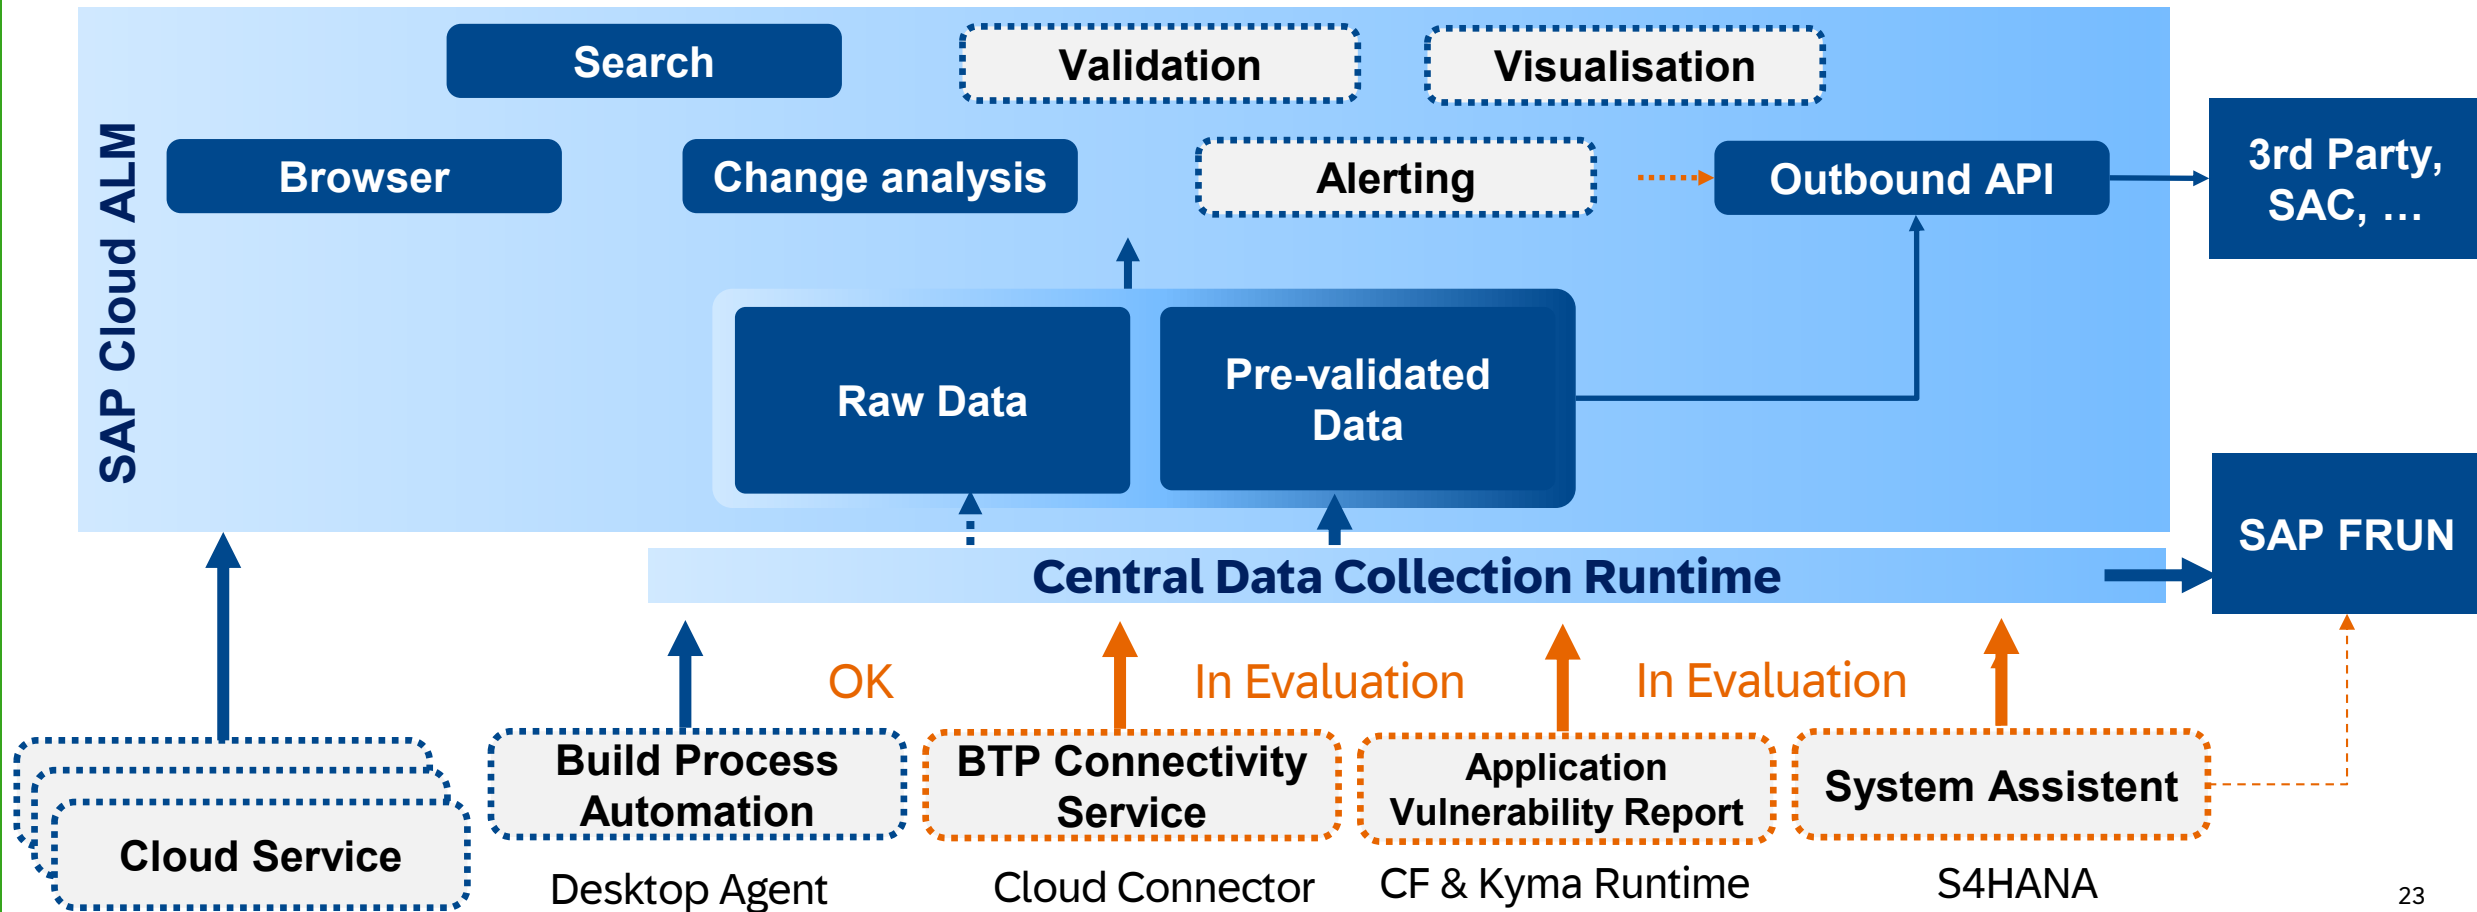 Search
Validation
Visualisation
SAP Cloud ALM
Browser
Change analysis
Alerting
Outbound API
3rd Party,
SAC, …
Raw Data
Pre-validated
Data
SAP FRUN
Central Data Collection Runtime
OK
In Evaluation
In Evaluation
Cloud Service
Build Process
Automation
BTP Connectivity
Service
Application
Vulnerability Report
System Assistent
Desktop Agent
Cloud Connector
CF & Kyma Runtime
S4HANA
23